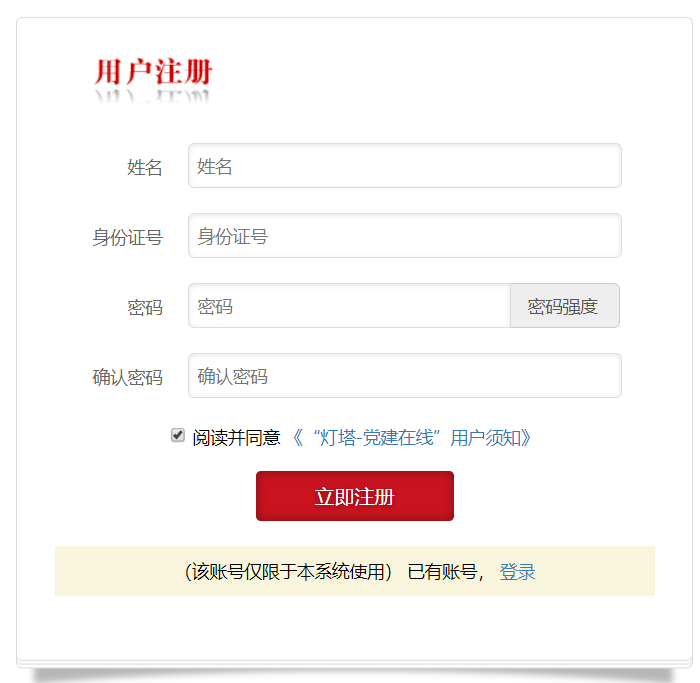 用户注册
姓名 姓名
身份证号 身份证号
密码 密码 密码强度
确认密码 确认密码
阅读并同意 《“灯塔-党建在线”用户须知》
立即注册
（该账号仅限于本系统使用） 已有账号， 登录